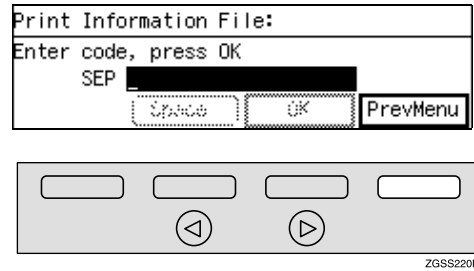 Print Information File:
Enter code, press OK
SEP _
Space OK PrevMenu
ZGSS220